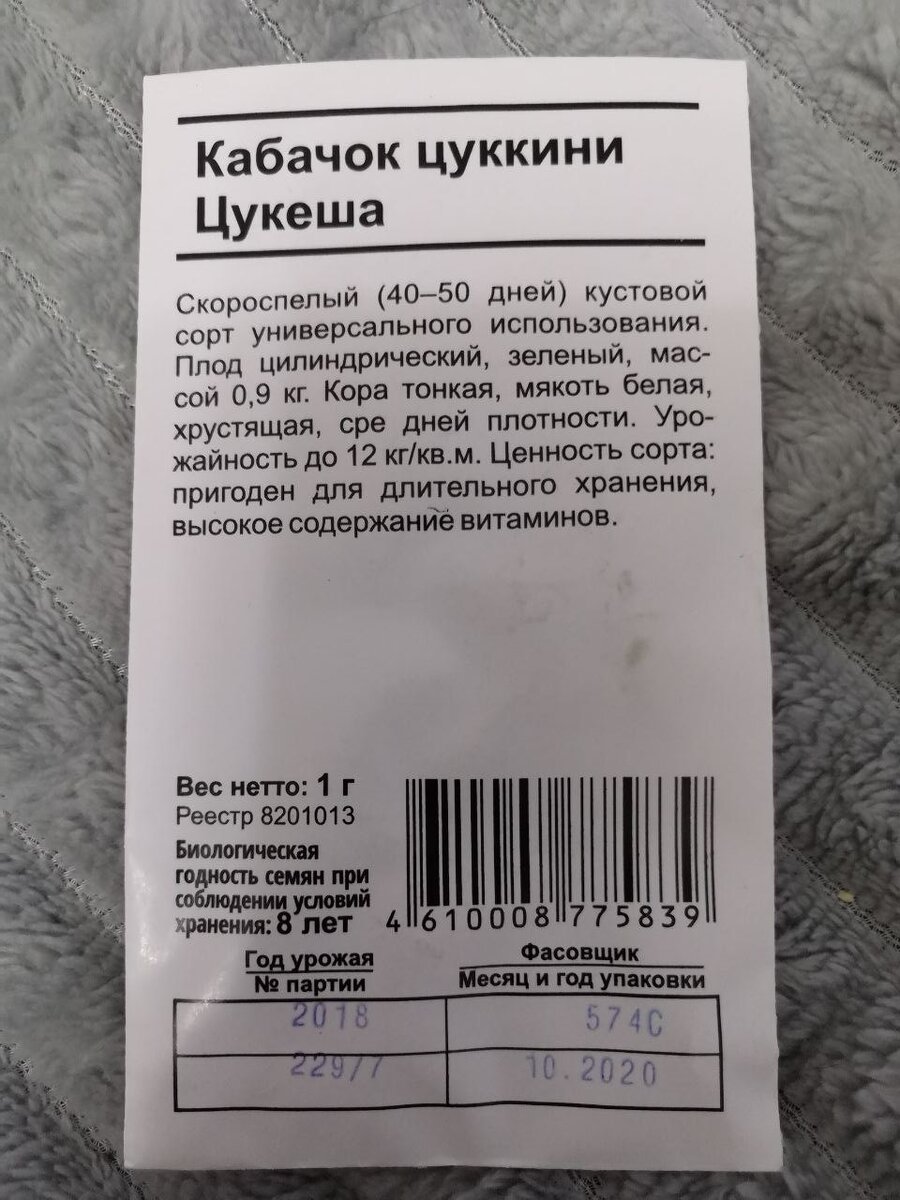 Кабачок цуккини
Цукеша
Скороспелый (40–50 дней) кустовой
сорт универсального использования.
Плод цилиндрический, зеленый, мас-
сой 0,9 кг. Кора тонкая, мякоть белая,
хрустящая, сре дней плотности. Уро-
жайность до 12 кг/кв.м. Ценность сорта:
пригоден для длительного хранения,
высокое содержание витаминов.
Вес нетто: 1 г
Реестр 8201013
Биологическая
годность семян при
соблюдении условий
хранения: 8 лет
4 610008 775839
Год урожая
№ партии
Фасовщик
Месяц и год упаковки
2018
574С
229/7
10.2020